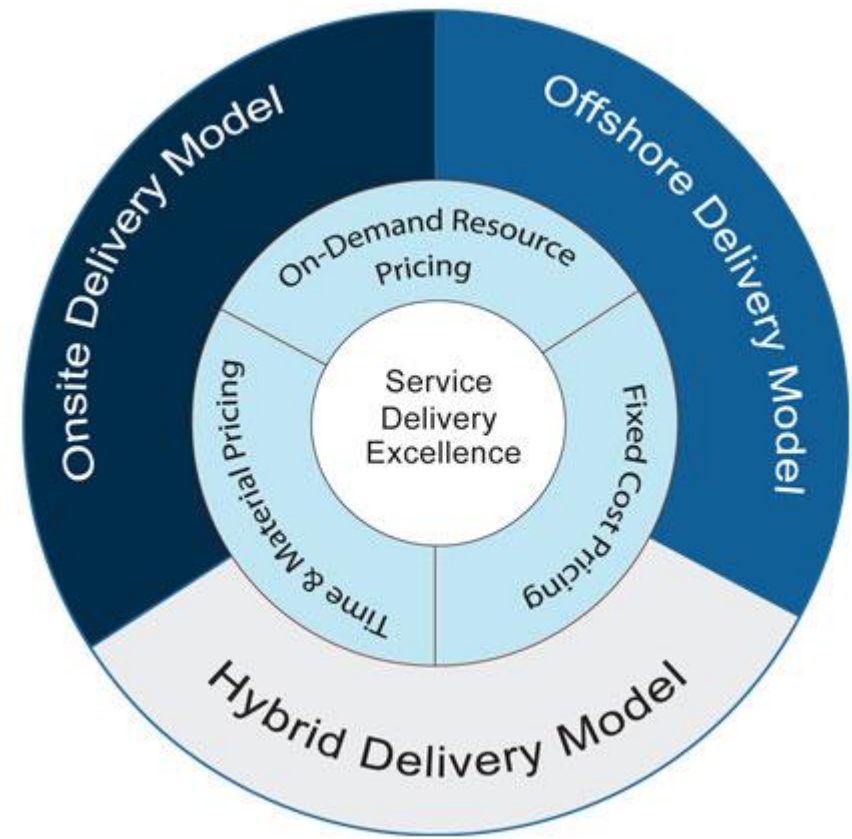 Onsite Delivery Model
Offshore Delivery Model
On-Demand Resource
Pricing
Time & Material Pricing
Fixed Cost Pricing
Service
Delivery
Excellence
Hybrid Delivery Model